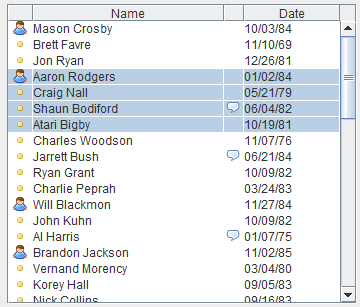 Name Date
Mason Crosby 10/03/84
Brett Favre 11/10/69
Jon Ryan 12/26/81
Aaron Rodgers 01/02/84
Craig Nall 05/21/79
Shaun Bodiford 06/04/82
Atari Bigby 10/19/81
Charles Woodson 11/07/76
Jarrett Bush 06/21/84
Ryan Grant 10/09/82
Charlie Peprah 03/24/83
Will Blackmon 11/27/84
John Kuhn 10/09/82
Al Harris 01/07/75
Brandon Jackson 11/02/85
Vernand Morency 03/04/80
Korey Hall 09/05/83
Nick Collins 09/16/83